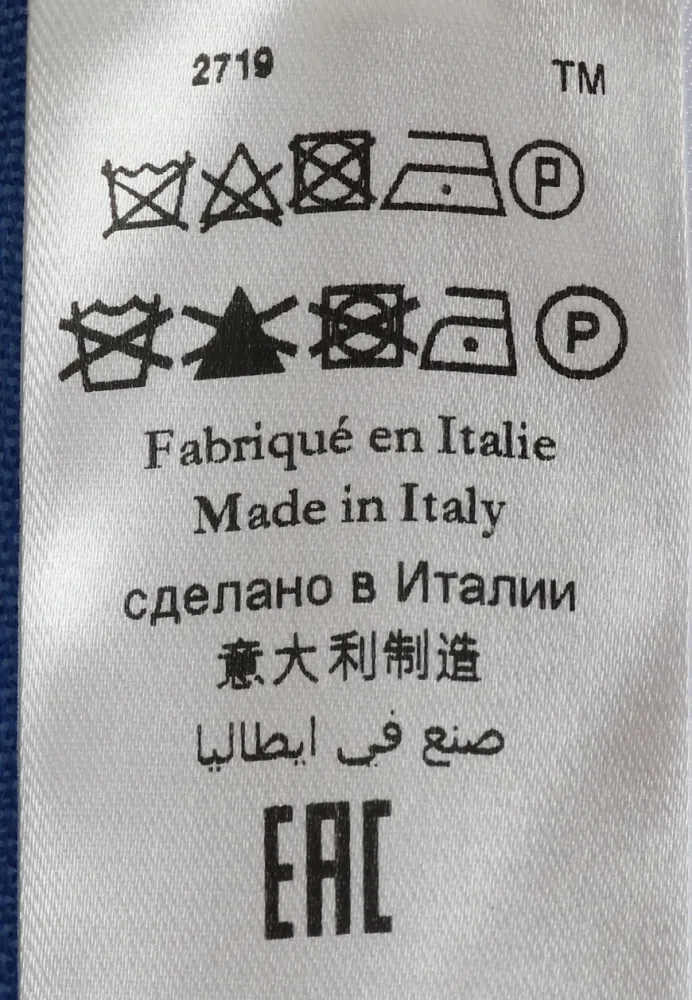 2719 TM
P
P
Fabriqué en Italie
Made in Italy
сделано в Италии
意大利制造
صنع في ايطاليا
EAC